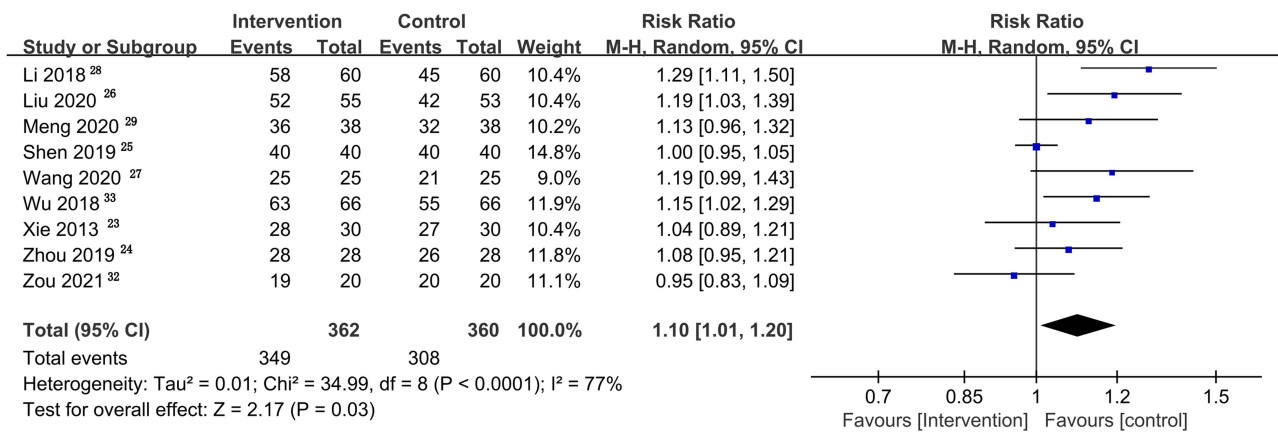 Intervention Control Risk Ratio Risk Ratio
Study or Subgroup Events Total Events Total Weight M-H, Random, 95% CI M-H, Random, 95% CI
Li 2018 28 58 60 45 60 10.4% 1.29 [1.11, 1.50]
Liu 2020 26 52 55 42 53 10.4% 1.19 [1.03, 1.39]
Meng 2020 29 36 38 32 38 10.2% 1.13 [0.96, 1.32]
Shen 2019 25 40 40 40 40 14.8% 1.00 [0.95, 1.05]
Wang 2020 27 25 25 21 25 9.0% 1.19 [0.99, 1.43]
Wu 2018 33 63 66 55 66 11.9% 1.15 [1.02, 1.29]
Xie 2013 23 28 30 27 30 10.4% 1.04 [0.89, 1.21]
Zhou 2019 24 28 28 26 28 11.8% 1.08 [0.95, 1.21]
Zou 2021 32 19 20 20 20 11.1% 0.95 [0.83, 1.09]
Total (95% CI) 362 360 100.0% 1.10 [1.01, 1.20]
Total events 349 308
Heterogeneity: Tau² = 0.01; Chi² = 34.99, df = 8 (P < 0.0001); I² = 77%
Test for overall effect: Z = 2.17 (P = 0.03)
0.7 0.85 1 1.2 1.5
Favours [Intervention] Favours [control]